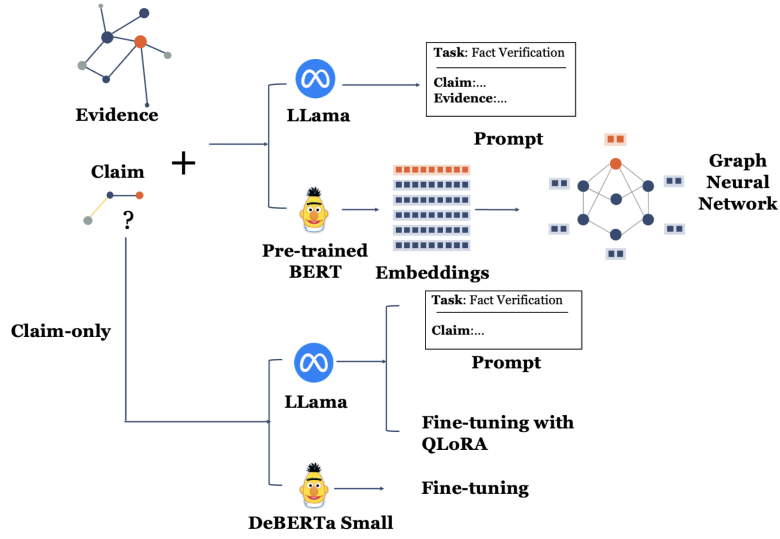 Evidence
Claim
+
?
LLama
Task: Fact Verification
Claim:...
Evidence:...
Prompt
Pre-trained
BERT
Embeddings
Graph
Neural
Network
Claim-only
LLama
Task: Fact Verification
Claim:...
Prompt
Fine-tuning with
QLoRA
DeBERTa Small
Fine-tuning